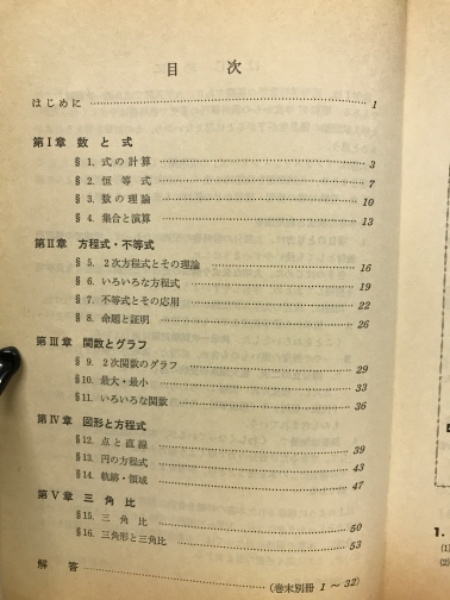 目 次
はじめに 1
第Ⅰ章 数と式
§ 1. 式の計算 3
§ 2. 恒等式 7
§ 3. 数の理論 10
§ 4. 集合と演算 13
第Ⅱ章 方程式・不等式
§ 5. 2次方程式とその理論 16
§ 6. いろいろな方程式 19
§ 7. 不等式とその応用 22
§ 8. 命題と証明 26
第Ⅲ章 関数とグラフ
§ 9. 2次関数のグラフ 29
§10. 最大・最小 33
§11. いろいろな関数 36
第Ⅳ章 図形と方程式
§12. 点と直線 39
§13. 円の方程式 43
§14. 軌跡・領域 47
第Ⅴ章 三角比
§15. 三角比 50
§16. 三角形と三角比 53
解答 (巻末別冊 1 ～ 32)
1.
(1)
(2)